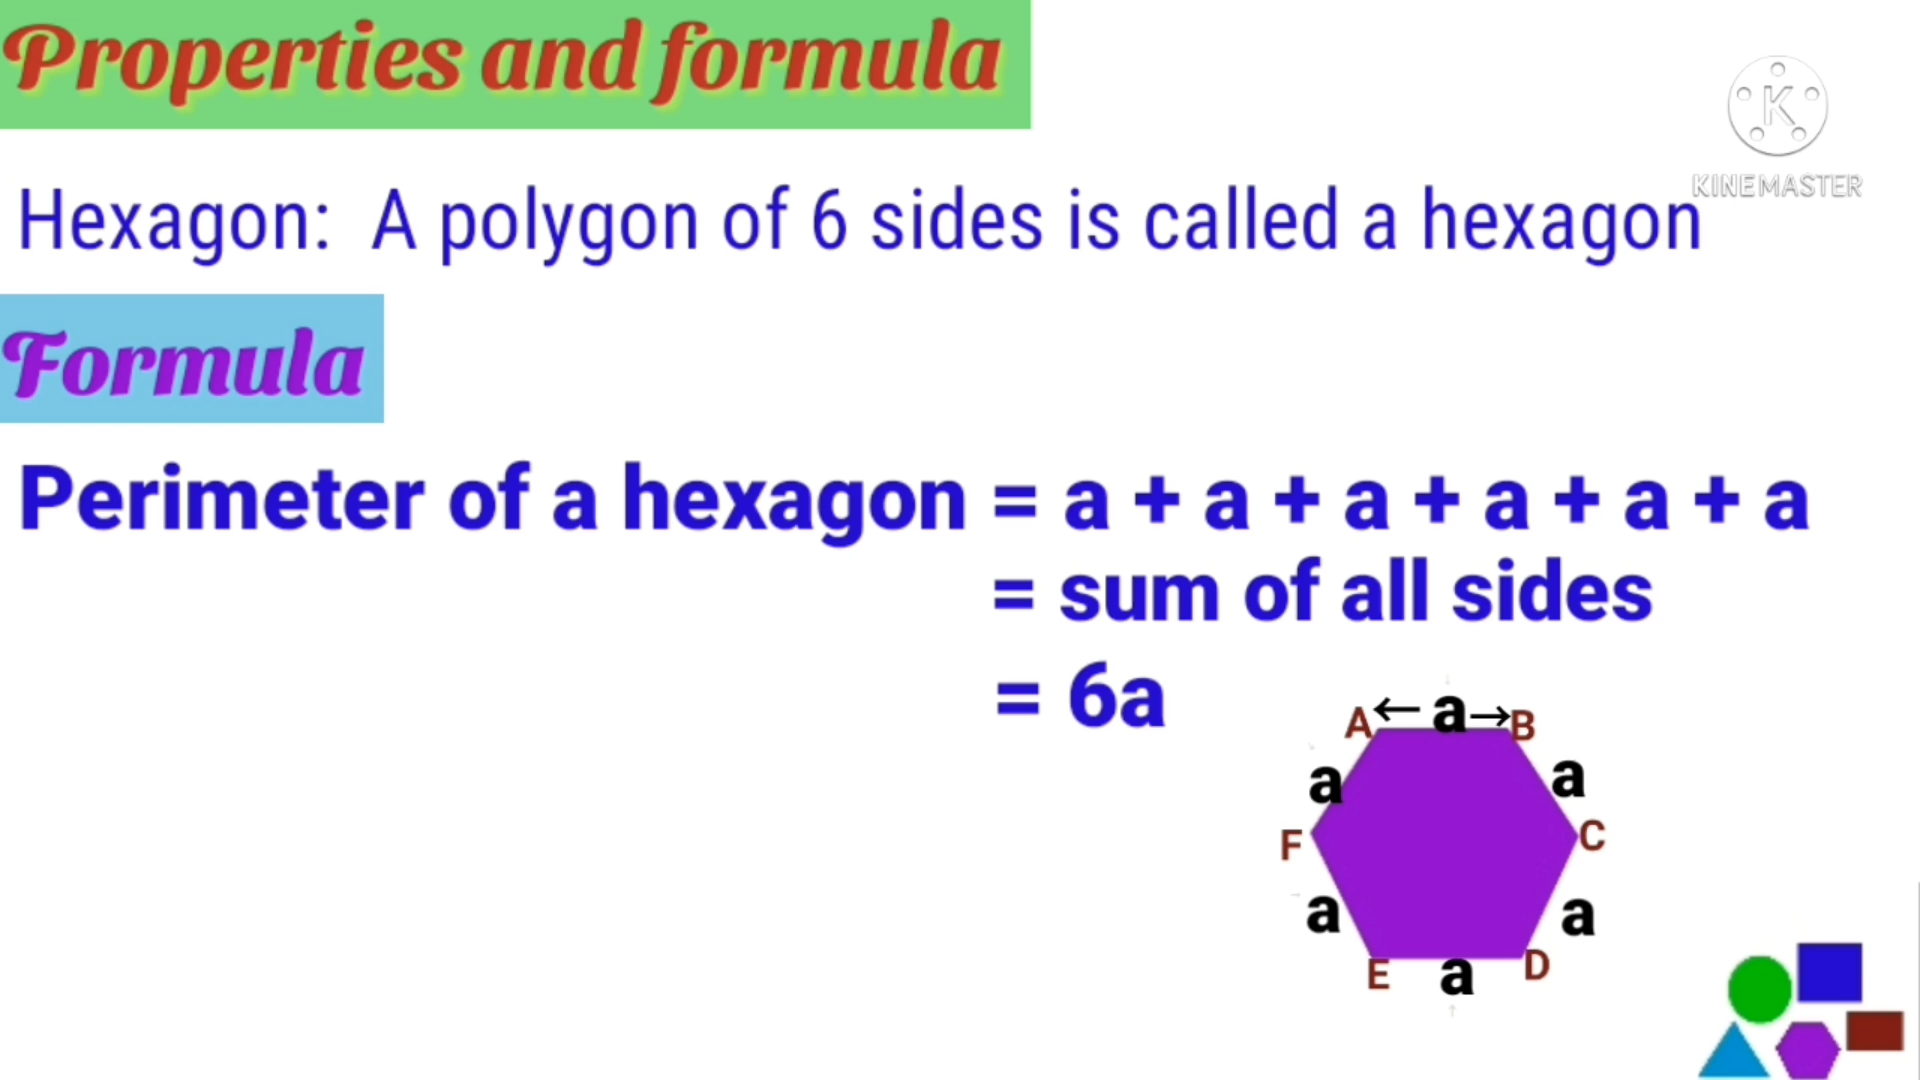 Properties and formula
K
KINEMASTER
Hexagon: A polygon of 6 sides is called a hexagon
Formula
Perimeter of a hexagon = a + a + a + a + a + a
= sum of all sides
= 6a
A ← a → B
a a
F C
a a
E a D